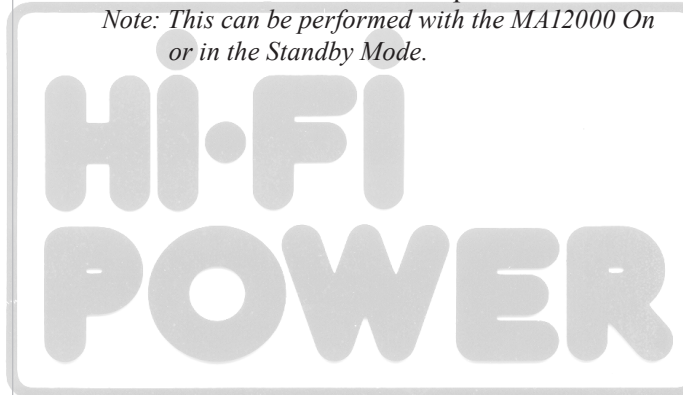 Note: This can be performed with the MA12000 On
or in the Standby Mode.
Hi·Fi
POWER